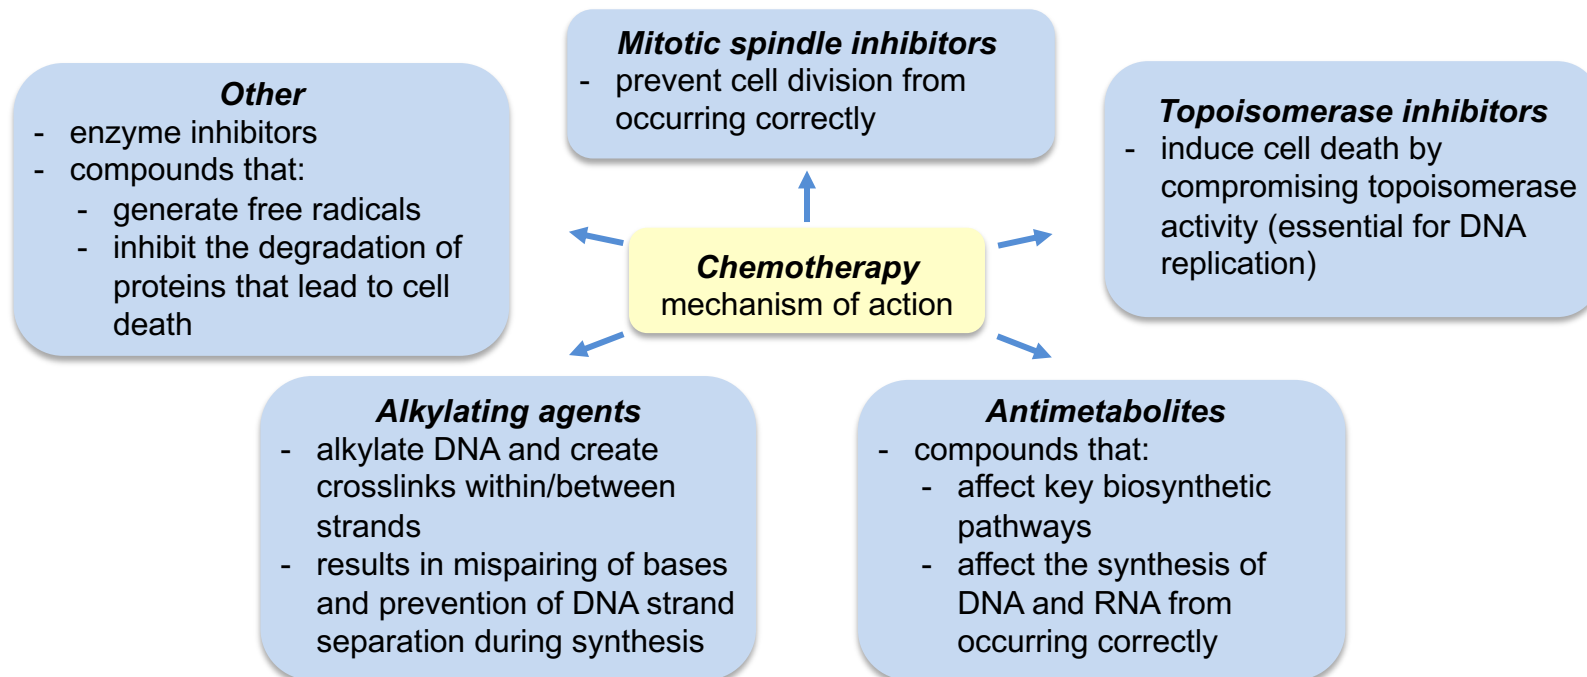 Mitotic spindle inhibitors
- prevent cell division from
occurring correctly
Other
- enzyme inhibitors
- compounds that:
- generate free radicals
- inhibit the degradation of
proteins that lead to cell
death
Topoisomerase inhibitors
- induce cell death by
compromising topoisomerase
activity (essential for DNA
replication)
Chemotherapy
mechanism of action
Alkylating agents
- alkylate DNA and create
crosslinks within/between
strands
- results in mispairing of bases
and prevention of DNA strand
separation during synthesis
Antimetabolites
- compounds that:
- affect key biosynthetic
pathways
- affect the synthesis of
DNA and RNA from
occurring correctly